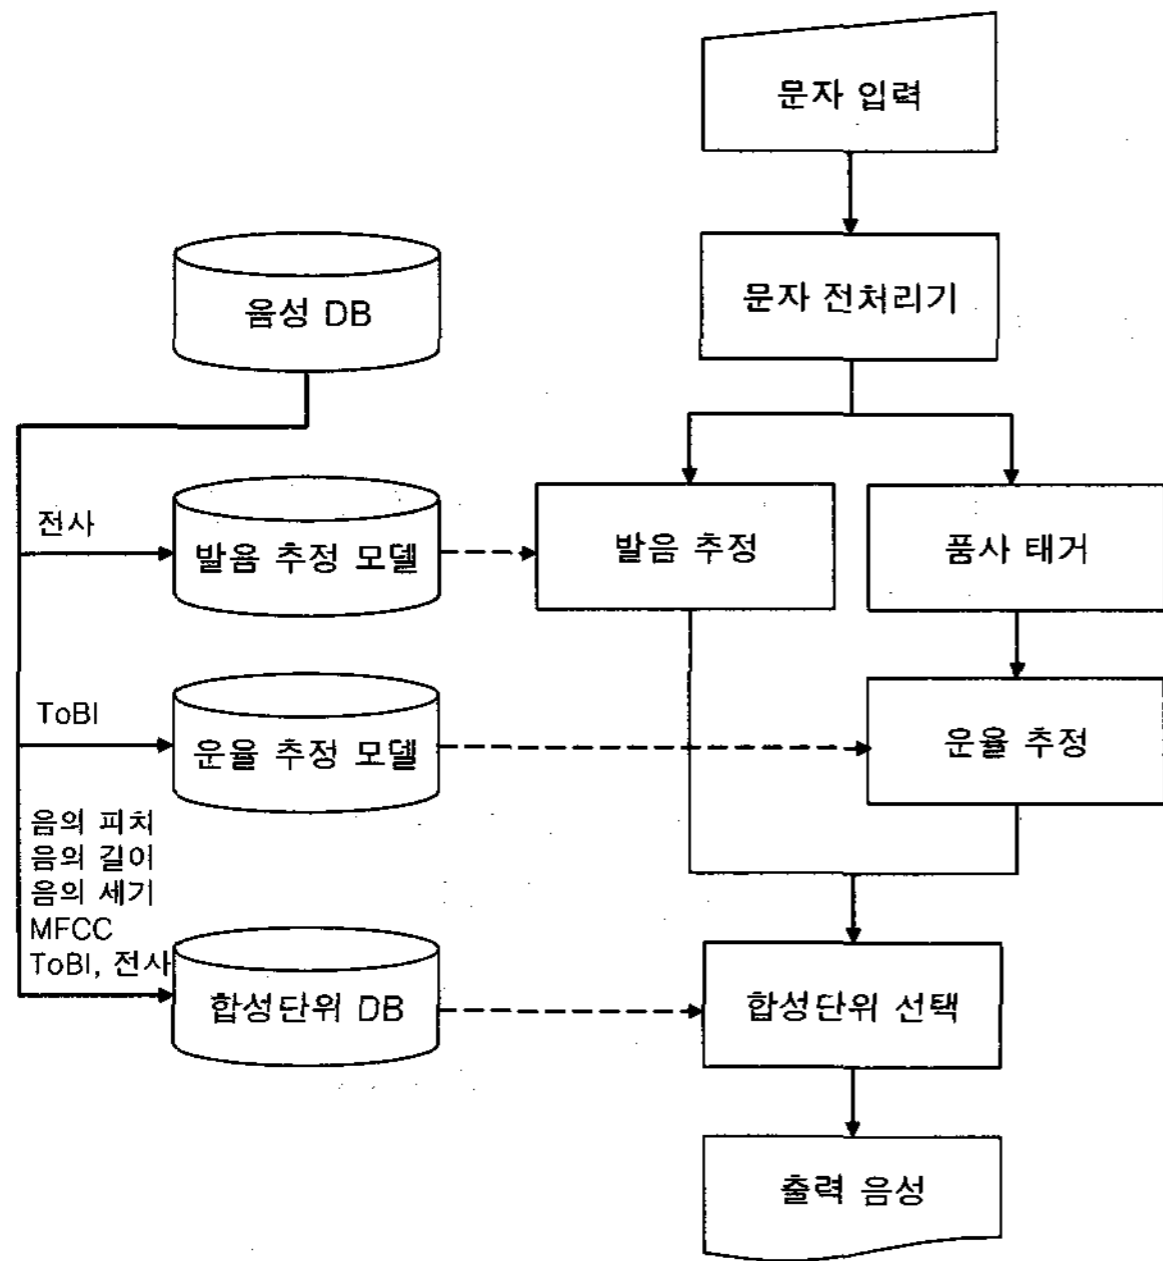 문자 입력
문자 전처리기
음성 DB
전사
발음 추정 모델
발음 추정
품사 태거
ToBI
운율 추정 모델
운율 추정
음의 피치
음의 길이
음의 세기
MFCC
ToBI, 전사
합성단위 DB
합성단위 선택
출력 음성